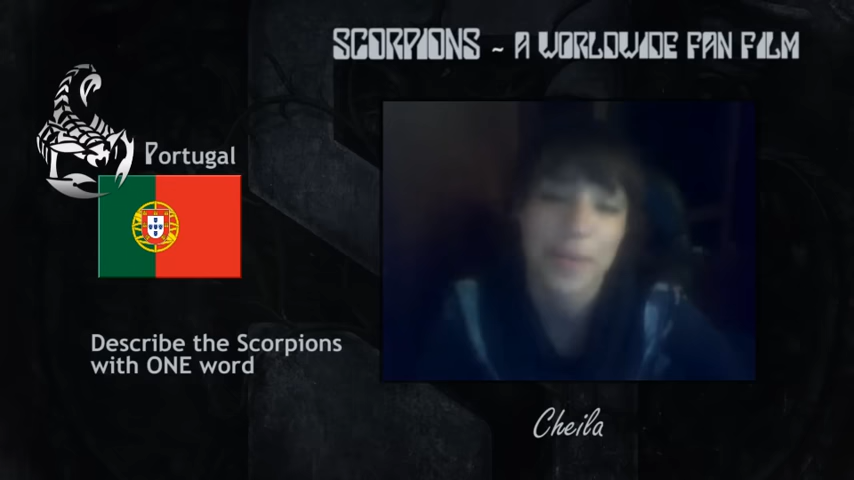 SCORPIONS ~ A WORLDWIDE FAN FILM
Portugal
Describe the Scorpions
with ONE word
Cheila